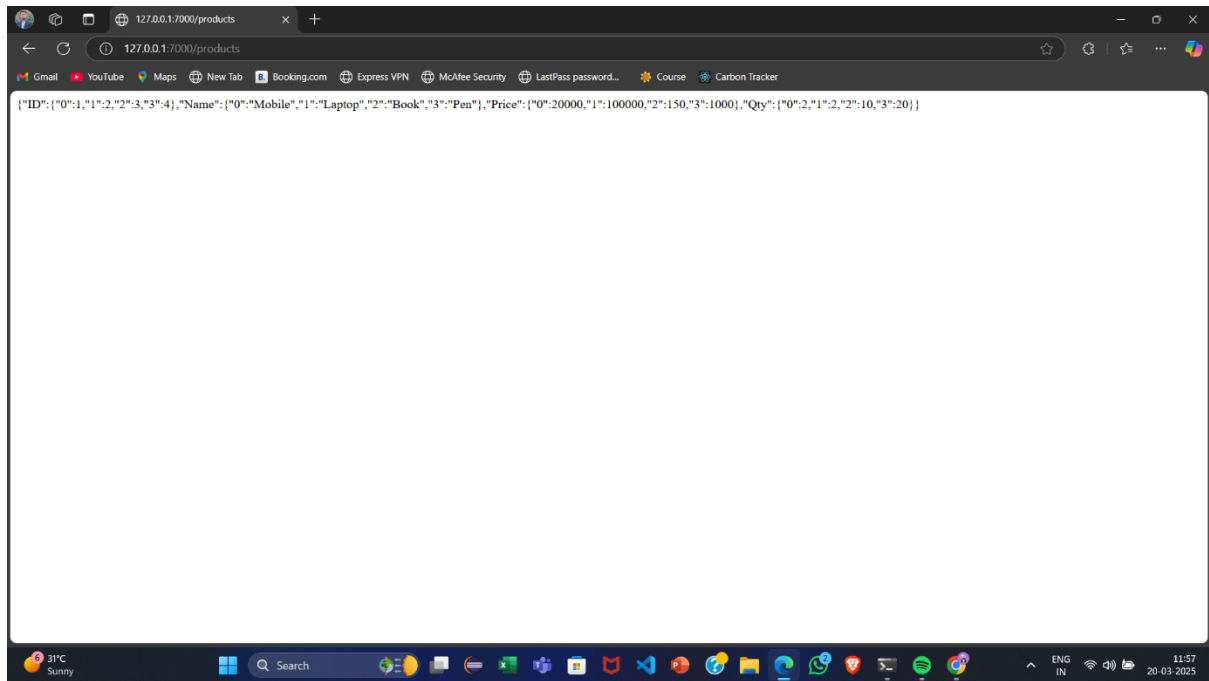 127.0.0.1:7000/products
127.0.0.1:7000/products
Gmail YouTube Maps New Tab B. Booking.com Express VPN McAfee Security LastPass password... Course Carbon Tracker
{"ID":{"0":1,"1":2,"2":3,"3":4},"Name":{"0":"Mobile","1":"Laptop","2":"Book","3":"Pen"},"Price":{"0":20000,"1":100000,"2":150,"3":1000},"Qty":{"0":2,"1":2,"2":10,"3":20}}
6 31°C
Sunny
Search
2
ENG
IN
11:57
20-03-2025